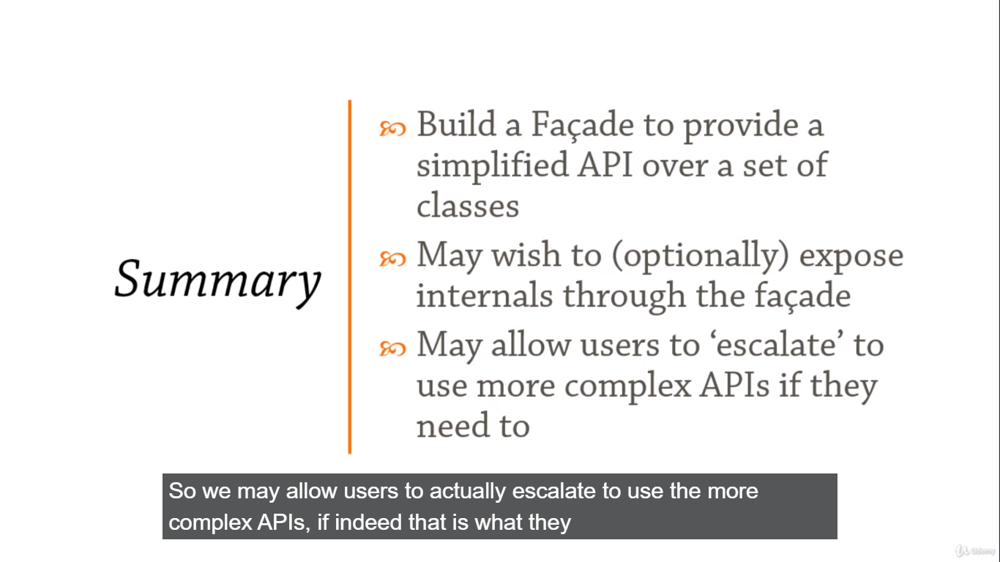 Summary
Build a Façade to provide a
simplified API over a set of
classes
May wish to (optionally) expose
internals through the façade
May allow users to ‘escalate’ to
use more complex APIs if they
need to
So we may allow users to actually escalate to use the more
complex APIs, if indeed that is what they
Udemy